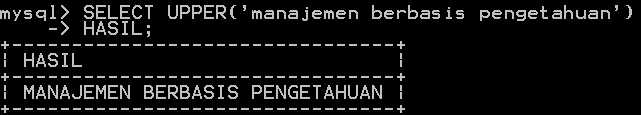 mysql> SELECT UPPER('manajemen berbasis pengetahuan')
    -> HASIL;
+--------------------------------+
| HASIL                          |
+--------------------------------+
| MANAJEMEN BERBASIS PENGETAHUAN |
+--------------------------------+